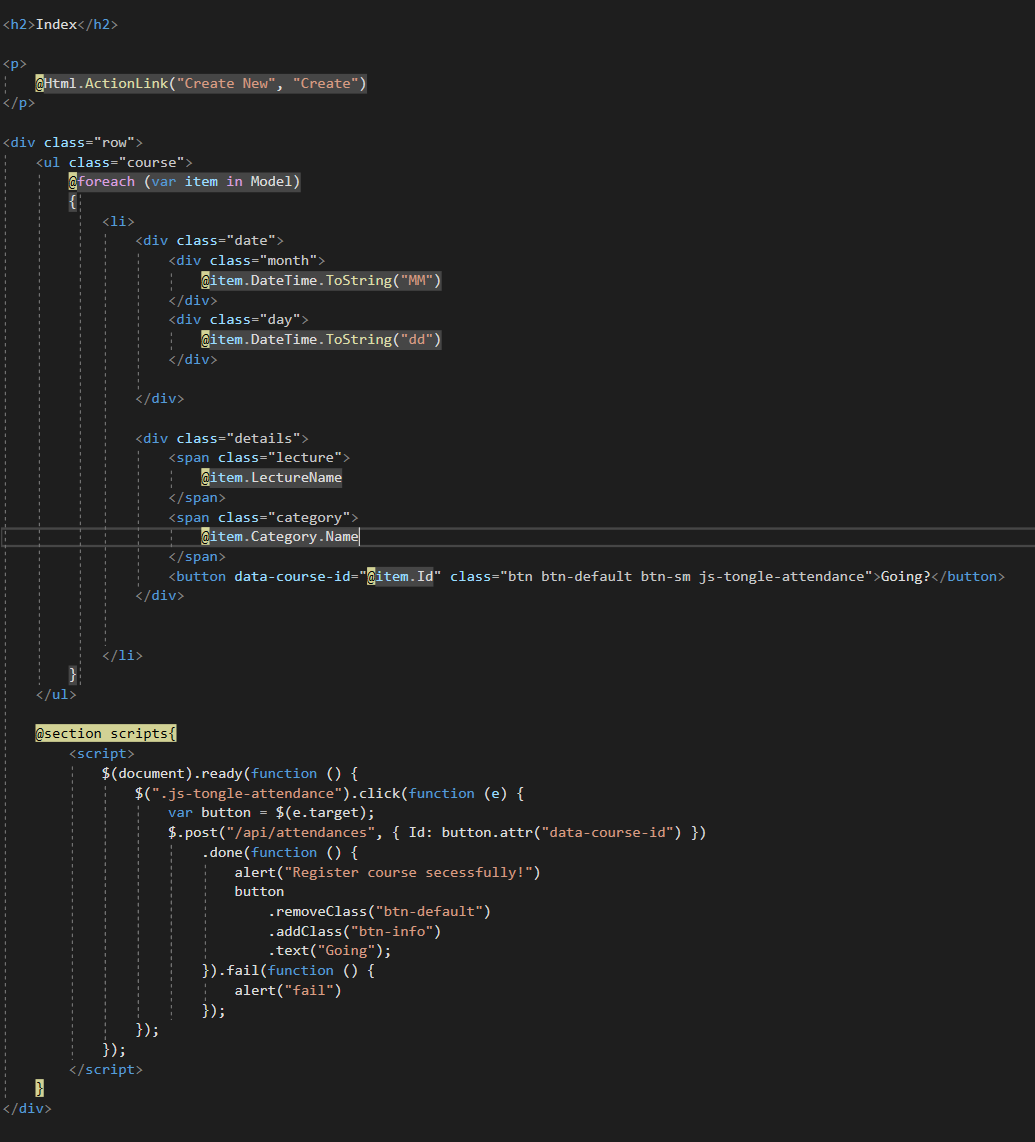 <h2>Index</h2>
<p>
@Html.ActionLink("Create New", "Create")
</p>
<div class="row">
<ul class="course">
@foreach (var item in Model)
{
<li>
<div class="date">
<div class="month">
@item.DateTime.ToString("MM")
</div>
<div class="day">
@item.DateTime.ToString("dd")
</div>
</div>
<div class="details">
<span class="lecture">
@item.LectureName
</span>
<span class="category">
@item.Category.Name
</span>
<button data-course-id="@item.Id" class="btn btn-default btn-sm js-tongle-attendance">Going?</button>
</div>
</li>
}
</ul>
@section scripts{
<script>
$(document).ready(function () {
$(".js-tongle-attendance").click(function (e) {
var button = $(e.target);
$.post("/api/attendances", { Id: button.attr("data-course-id") })
.done(function () {
alert("Register course secessfully!")
button
.removeClass("btn-default")
.addClass("btn-info")
.text("Going");
}).fail(function () {
alert("fail")
});
});
});
</script>
}
</div>